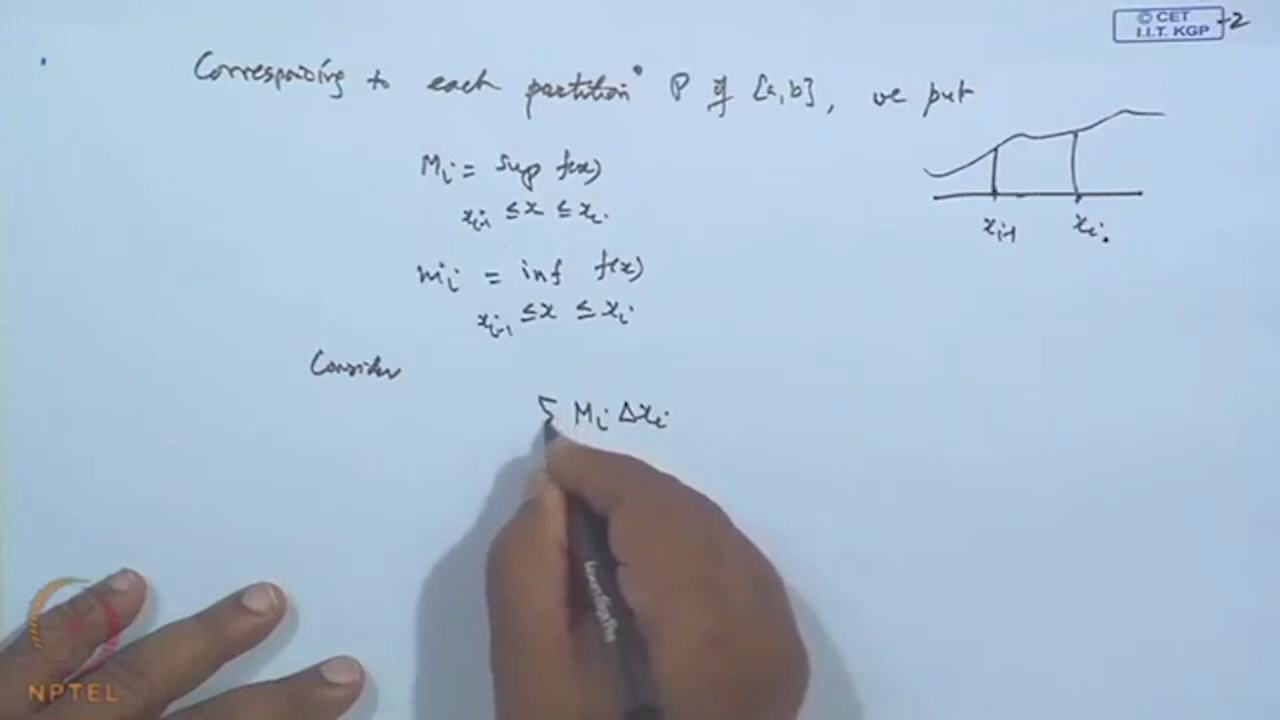 © CET
I.I.T. KGP -2
Corresponding to each partition P of [a,b], we put
Mi = sup f(x)
xi-1 ≤ x ≤ xi
mi = inf f(x)
xi-1 ≤ x ≤ xi
xi-1 xi
Consider
Σ Mi Δxi
NPTEL